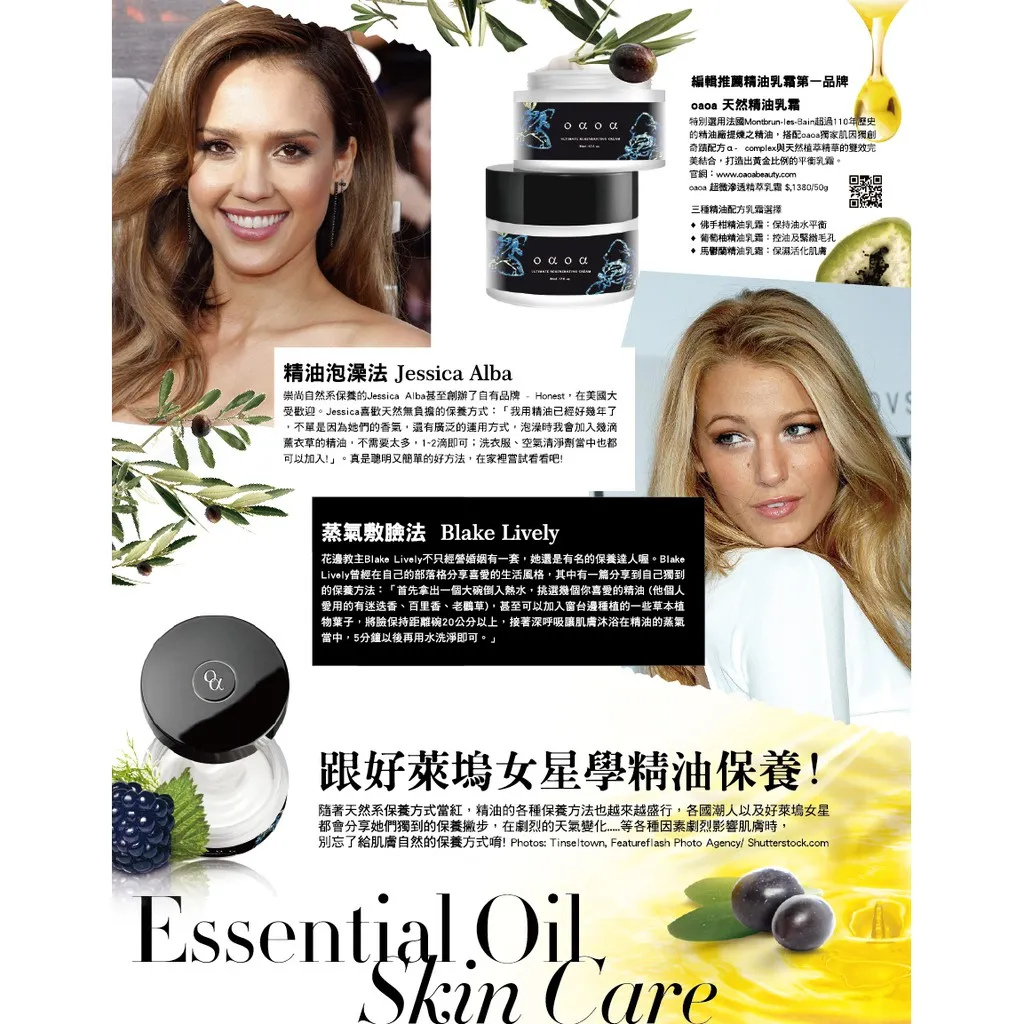 oaoa
ULTIMATE REGENERATING CREAM
oaoa
ULTIMATE REGENERATING CREAM
編輯推薦精油乳霜第一品牌
oaoa 天然精油乳霜
特別選用法國Montbrun-les-Bain超過110年歷史
的精油廠提煉之精油，搭配oaoa獨家肌因獨創
奇蹟配方α- complex與天然植萃精華的雙效完
美結合，打造出黃金比例的平衡乳霜。
官網：www.oaoabeauty.com
oaoa 超微滲透精萃乳霜 $,1380/50g
三種精油配方乳霜選擇
♦ 佛手柑精油乳霜：保持油水平衡
♦ 葡萄柚精油乳霜：控油及緊緻毛孔
♦ 馬鬱蘭精油乳霜：保濕活化肌膚
精油泡澡法 Jessica Alba
崇尚自然系保養的Jessica Alba甚至創辦了自有品牌 - Honest，在美國大
受歡迎。Jessica喜歡天然無負擔的保養方式：「我用精油已經好幾年了
，不單是因為她們的香氣，還有廣泛的運用方式，泡澡時我會加入幾滴
薰衣草的精油，不需要太多，1-2滴即可；洗衣服、空氣清淨劑當中也都
可以加入!」。真是聰明又簡單的好方法，在家裡嘗試看看吧!
蒸氣敷臉法 Blake Lively
花邊教主Blake Lively不只經營婚姻有一套，她還是有名的保養達人喔。Blake
Lively曾經在自己的部落格分享喜愛的生活風格，其中有一篇分享到自己獨到
的保養方法：「首先拿出一個大碗倒入熱水，挑選幾個你喜愛的精油(他個人
愛用的有迷迭香、百里香、老鸛草)，甚至可以加入窗台邊種植的一些草本植
物葉子，將臉保持距離碗20公分以上，接著深呼吸讓肌膚沐浴在精油的蒸氣
當中，5分鐘以後再用水洗淨即可。」
跟好萊塢女星學精油保養！
隨著天然系保養方式當紅，精油的各種保養方法也越來越盛行，各國潮人以及好萊塢女星
都會分享她們獨到的保養撇步，在劇烈的天氣變化.....等各種因素劇烈影響肌膚時，
別忘了給肌膚自然的保養方式唷! Photos: Tinseltown, Featureflash Photo Agency/ Shutterstock.com
Essential Oil
Skin Care